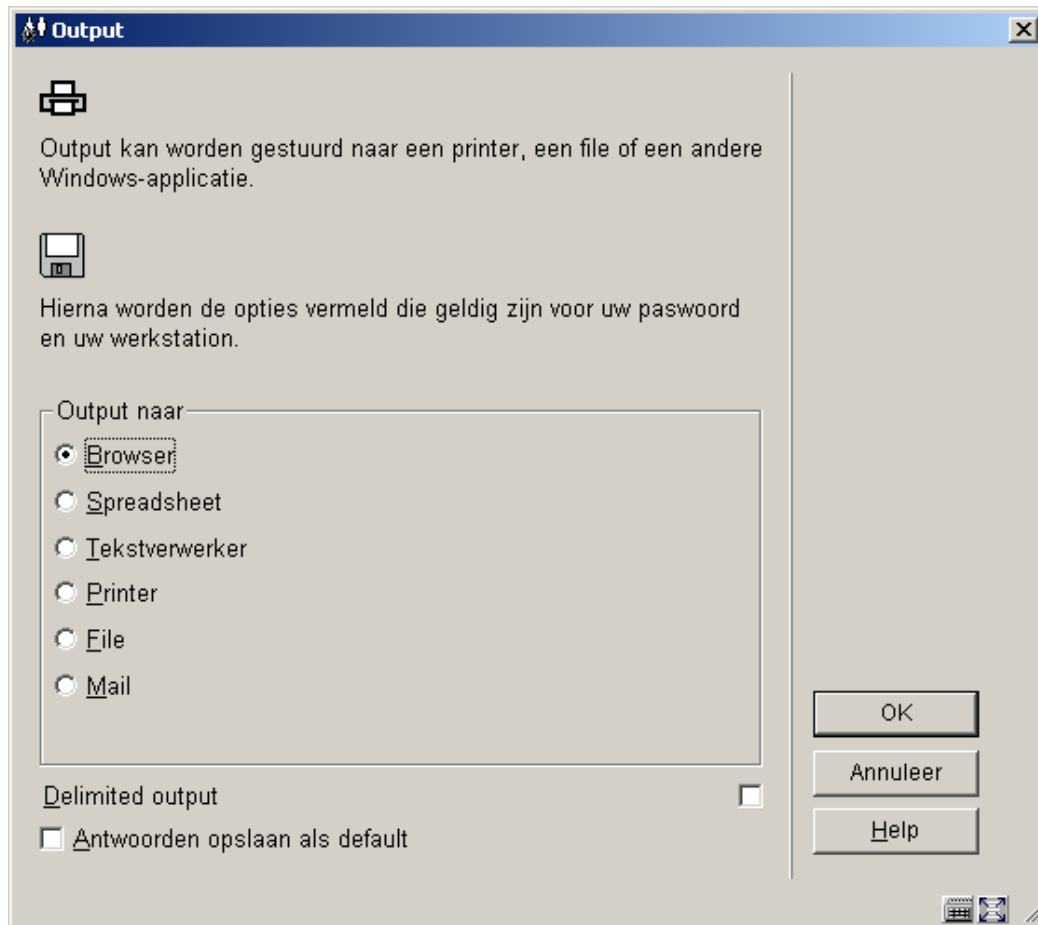 Output
Output kan worden gestuurd naar een printer, een file of een andere
Windows-applicatie.
Hierna worden de opties vermeld die geldig zijn voor uw paswoord
en uw werkstation.
Output naar
Browser
Spreadsheet
Tekstverwerker
Printer
File
Mail
Delimited output
Antwoorden opslaan als default
OK
Annuleer
Help